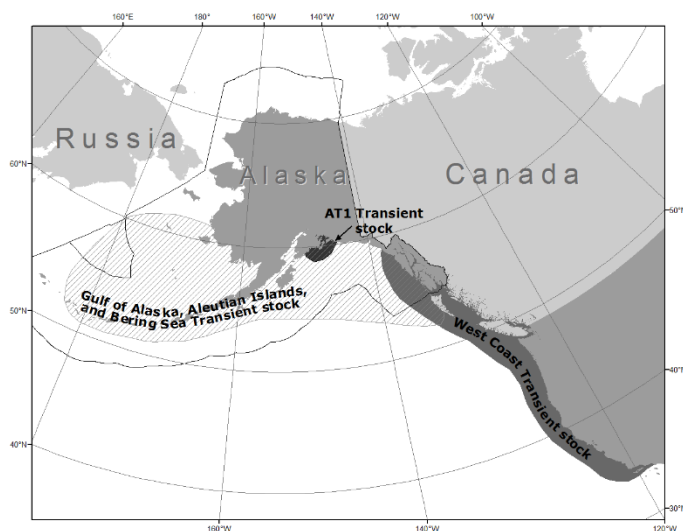 160°E 180° 160°W 140°W 120°W 100°W
Russia
60°N
60°N
Alaska
Canada
AT1 Transient
stock
Gulf of Alaska, Aleutian Islands,
and Bering Sea Transient stock
50°N
50°N
West Coast Transient stock
40°N
40°N
30°N
160°W 140°W 120°W